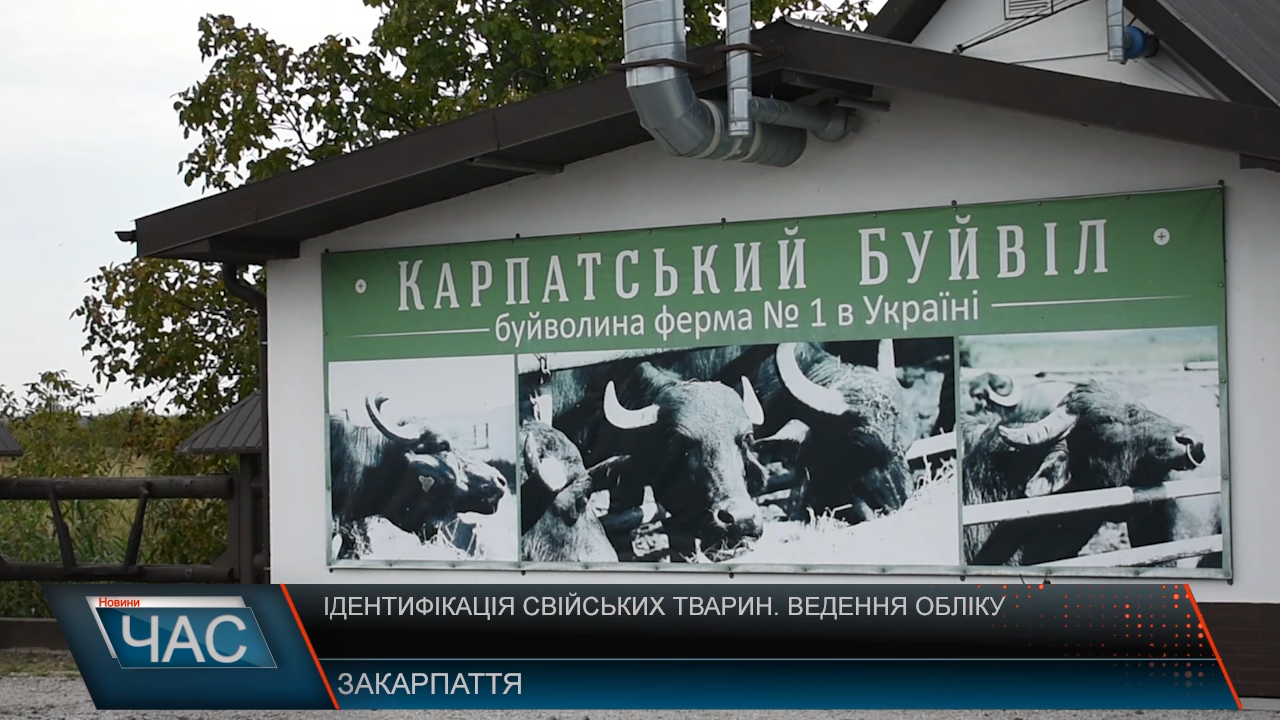 КАРПАТСЬКИЙ БУЙВІЛ
буйволина ферма № 1 в Україні
Новини
ЧАС
ІДЕНТИФІКАЦІЯ СВІЙСЬКИХ ТВАРИН. ВЕДЕННЯ ОБЛІКУ
ЗАКАРПАТТЯ